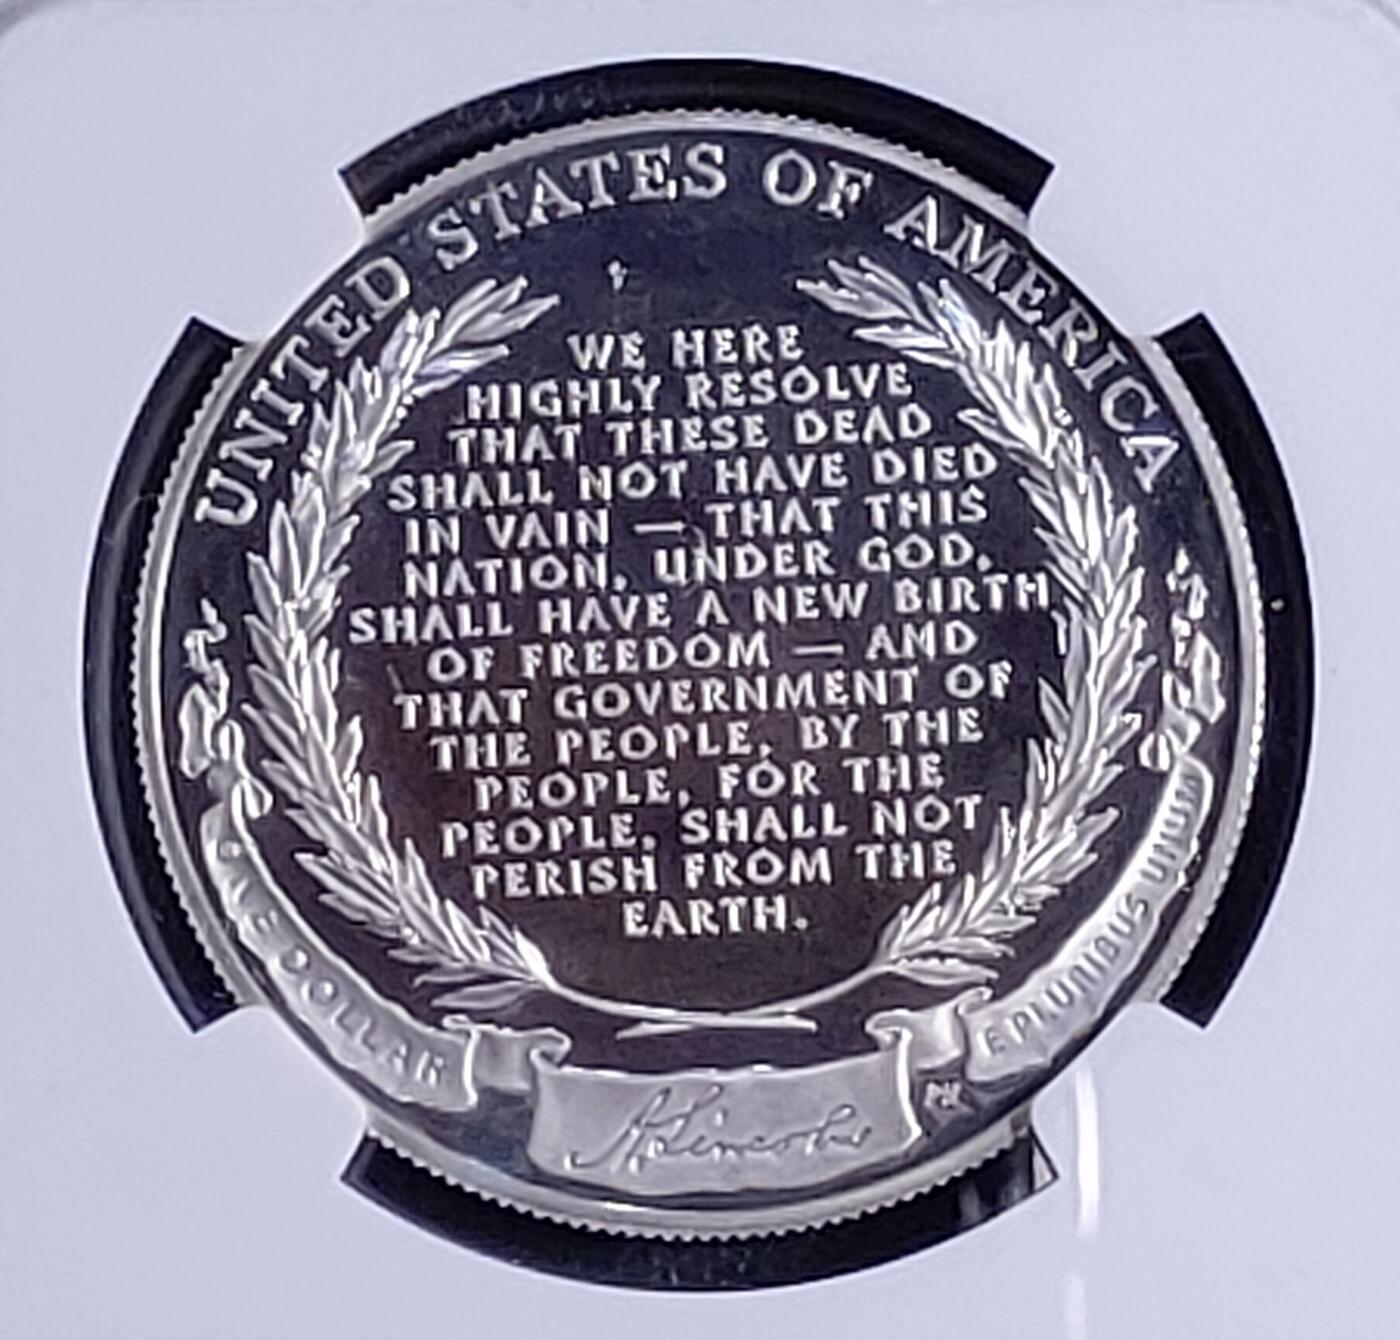 UNITED STATES OF AMERICA
WE HERE
HIGHLY RESOLVE
THAT THESE DEAD
SHALL NOT HAVE DIED
IN VAIN — THAT THIS
NATION, UNDER GOD,
SHALL HAVE A NEW BIRTH
OF FREEDOM — AND
THAT GOVERNMENT OF
THE PEOPLE, BY THE
PEOPLE, FOR THE
PEOPLE, SHALL NOT
PERISH FROM THE
EARTH.
ONE DOLLAR
A. Lincoln
E PLURIBUS UNUM